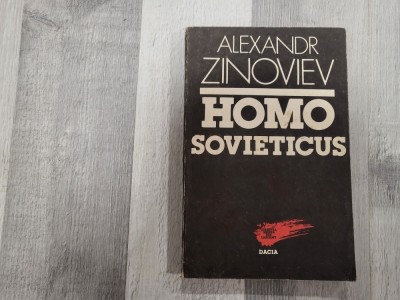 ALEXANDR
ZINOVIEV
HOMO
SOVIETICUS
DACIA